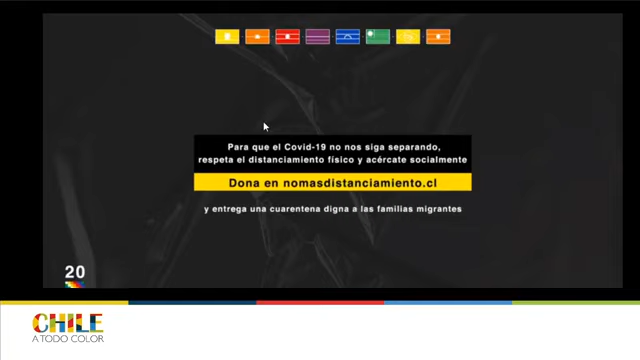 Para que el Covid-19 no nos siga separando,
respeta el distanciamiento físico y acércate socialmente
Dona en nomasdistanciamiento.cl
y entrega una cuarentena digna a las familias migrantes
20
CHILE
A TODO COLOR